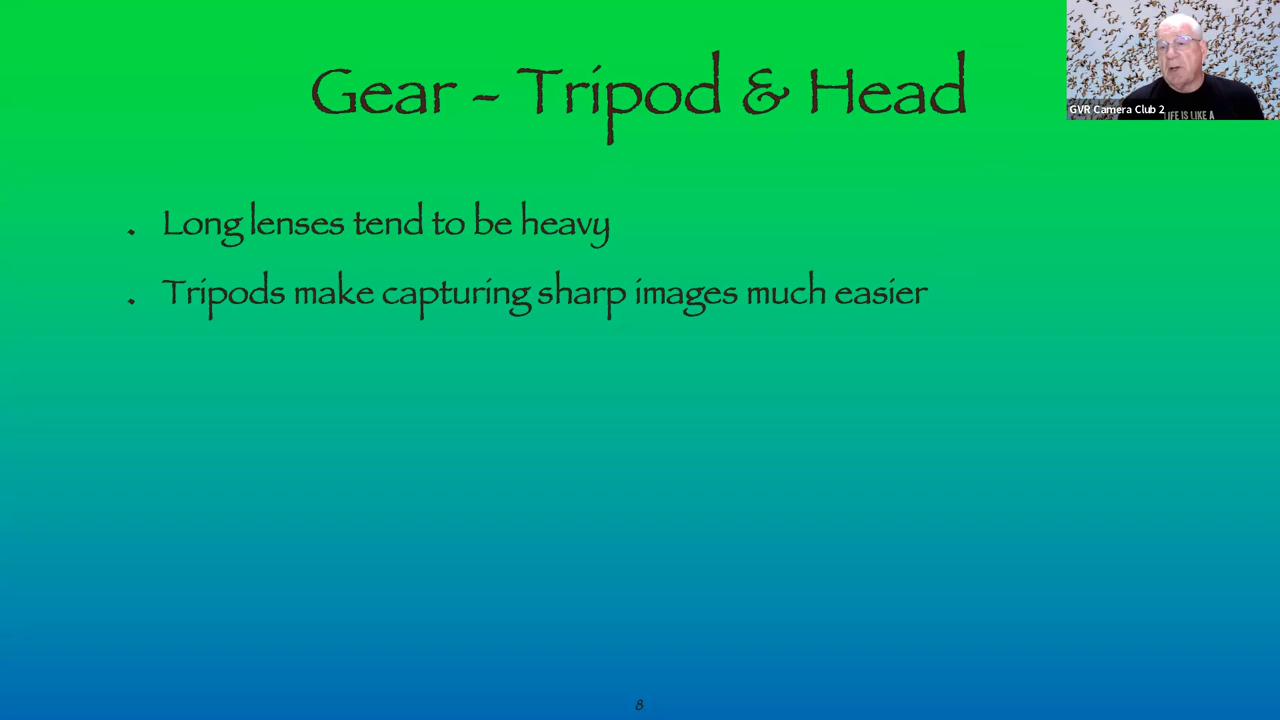 Gear - Tripod & Head
GVR Camera Club 2
LIFE IS LIKE A
. Long lenses tend to be heavy
. Tripods make capturing sharp images much easier
8